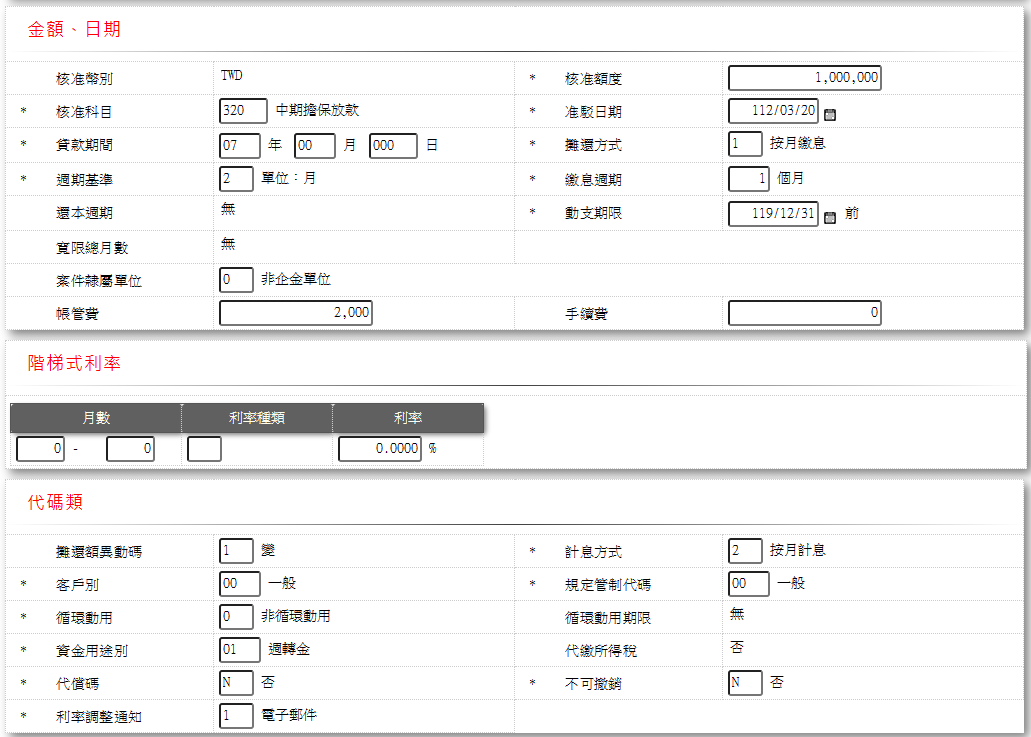 金額、日期
核准幣別 TWD * 核准額度 1,000,000
* 核准科目 320 中期擔保放款 * 准駁日期 112/03/20
* 貸款期間 07 年 00 月 000 日 * 攤還方式 1 按月繳息
* 週期基準 2 單位：月 * 繳息週期 1 個月
還本週期 無 * 動支期限 119/12/31 前
寬限總月數 無
案件隸屬單位 0 非企金單位
帳管費 2,000 手續費 0
階梯式利率
月數 利率種類 利率
0 - 0 0.0000 %
代碼類
攤還額異動碼 1 變 * 計息方式 2 按月計息
* 客戶別 00 一般 * 規定管制代碼 00 一般
* 循環動用 0 非循環動用 循環動用期限 無
* 資金用途別 01 週轉金 代繳所得稅 否
* 代償碼 N 否 * 不可撤銷 N 否
* 利率調整通知 1 電子郵件